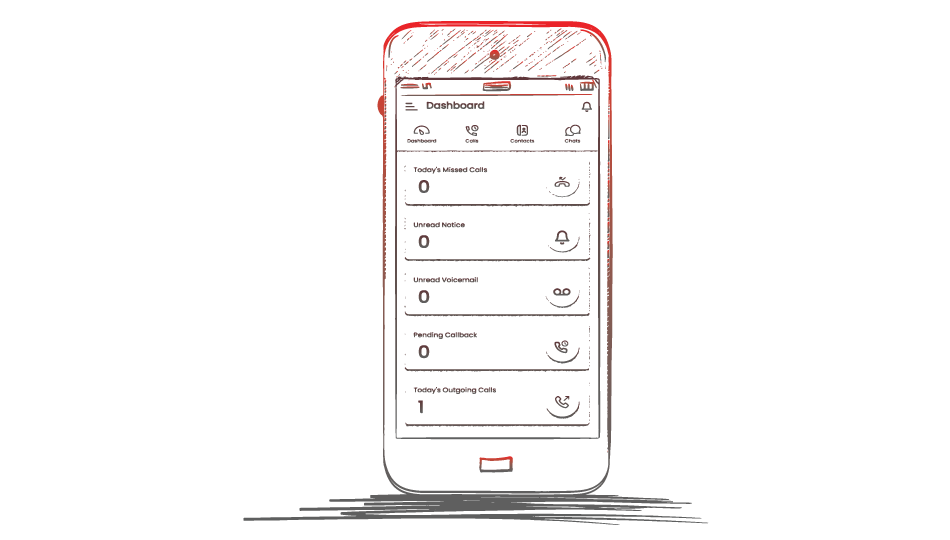 Dashboard
Dashboard Calls Contacts Chats
Today's Missed Calls
0
Unread Notice
0
Unread Voicemail
0
Pending Callback
0
Today's Outgoing Calls
1